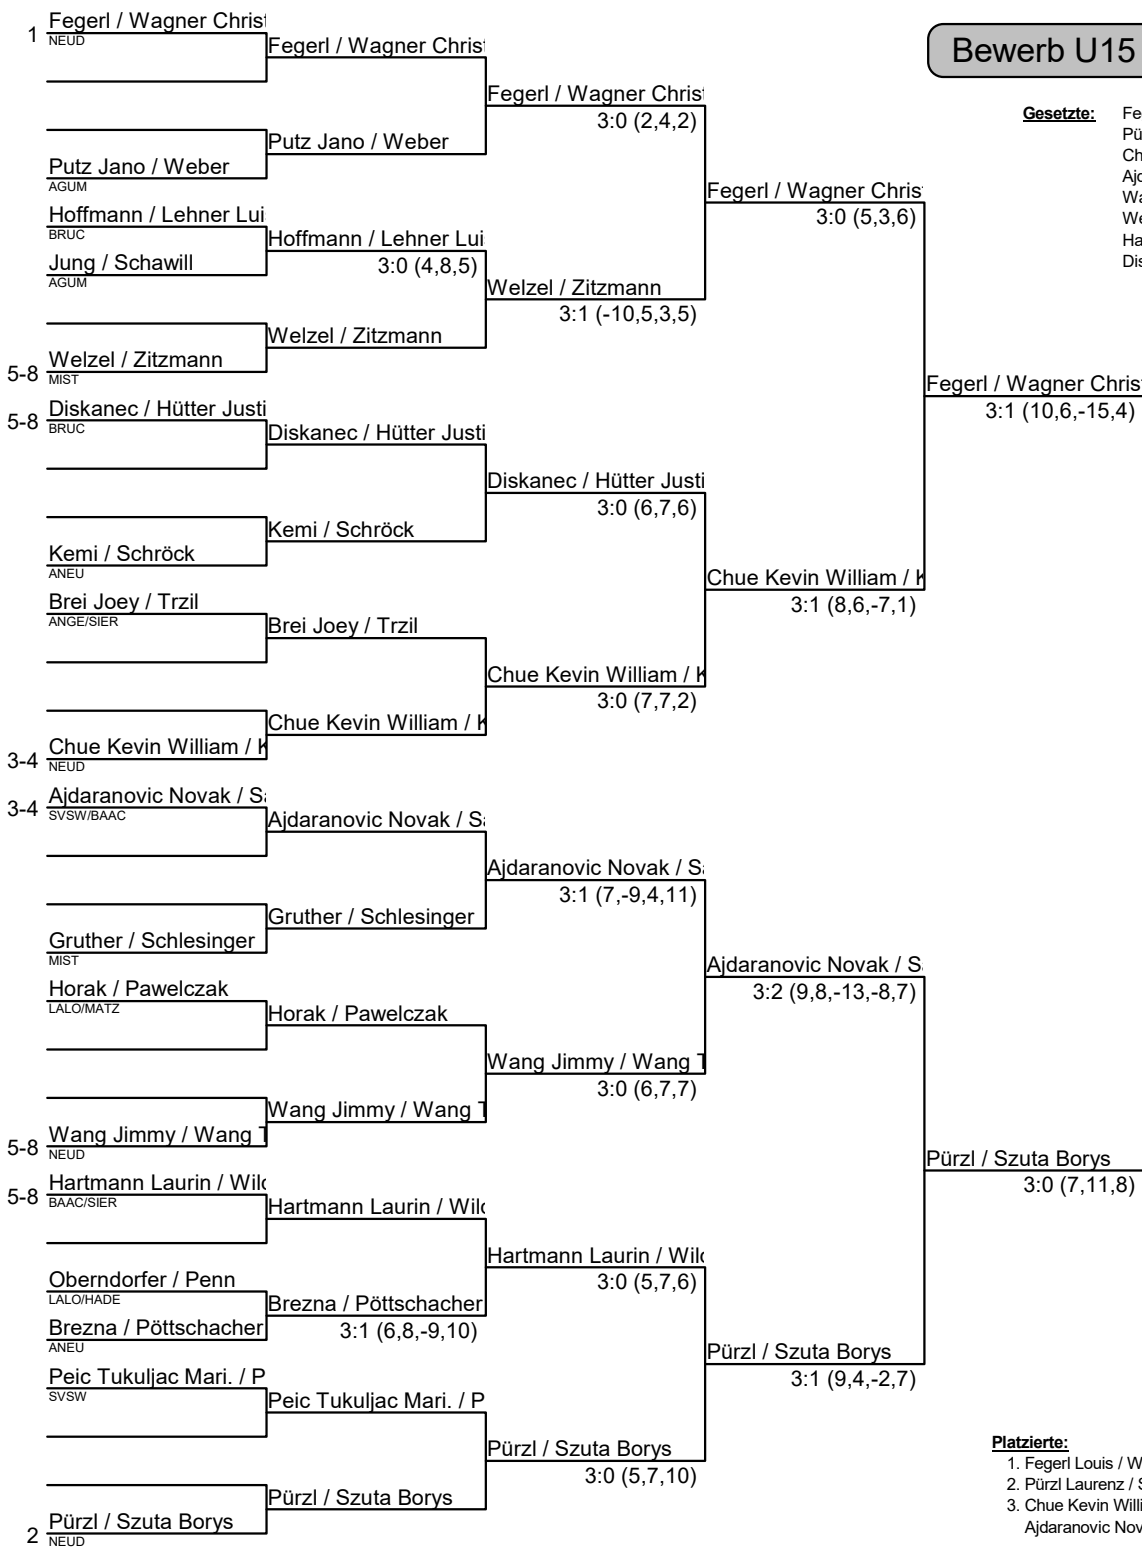 Bewerb U15
Gesetzte: Fe
Pü
Ch
Ajd
Wa
We
Ha
Dis
1 Fegerl / Wagner Christ
NEUD
Putz Jano / Weber
AGUM
Hoffmann / Lehner Lui
BRUC
Jung / Schawill
AGUM
5-8 Welzel / Zitzmann
MIST
5-8 Diskanec / Hütter Justi
BRUC
Kemi / Schröck
ANEU
Brei Joey / Trzil
ANGE/SIER
3-4 Chue Kevin William / K
NEUD
3-4 Ajdaranovic Novak / Sa
SVSW/BAAC
Gruther / Schlesinger
MIST
Horak / Pawelczak
LALO/MATZ
5-8 Wang Jimmy / Wang T
NEUD
5-8 Hartmann Laurin / Wild
BAAC/SIER
Oberndorfer / Penn
LALO/HADE
Brezna / Pöttschacher
ANEU
Peic Tukuljac Mari. / P
SVSW
2 Pürzl / Szuta Borys
NEUD
Fegerl / Wagner Christ
Putz Jano / Weber
Hoffmann / Lehner Lui
3:0 (4,8,5)
Welzel / Zitzmann
Diskanec / Hütter Justi
Kemi / Schröck
Brei Joey / Trzil
Chue Kevin William / K
Ajdaranovic Novak / Sa
Gruther / Schlesinger
Horak / Pawelczak
Wang Jimmy / Wang T
Hartmann Laurin / Wild
Brezna / Pöttschacher
3:1 (6,8,-9,10)
Peic Tukuljac Mari. / P
Pürzl / Szuta Borys
Fegerl / Wagner Christ
3:0 (2,4,2)
Welzel / Zitzmann
3:1 (-10,5,3,5)
Diskanec / Hütter Justi
3:0 (6,7,6)
Chue Kevin William / K
3:0 (7,7,2)
Ajdaranovic Novak / Sa
3:1 (7,-9,4,11)
Wang Jimmy / Wang T
3:0 (6,7,7)
Hartmann Laurin / Wild
3:0 (5,7,6)
Pürzl / Szuta Borys
3:0 (5,7,10)
Fegerl / Wagner Chris
3:0 (5,3,6)
Chue Kevin William / K
3:1 (8,6,-7,1)
Ajdaranovic Novak / S
3:2 (9,8,-13,-8,7)
Pürzl / Szuta Borys
3:1 (9,4,-2,7)
Fegerl / Wagner Christ
3:1 (10,6,-15,4)
Pürzl / Szuta Borys
3:0 (7,11,8)
Platzierte:
1. Fegerl Louis / W
2. Pürzl Laurenz / S
3. Chue Kevin Willi
Ajdaranovic Nov